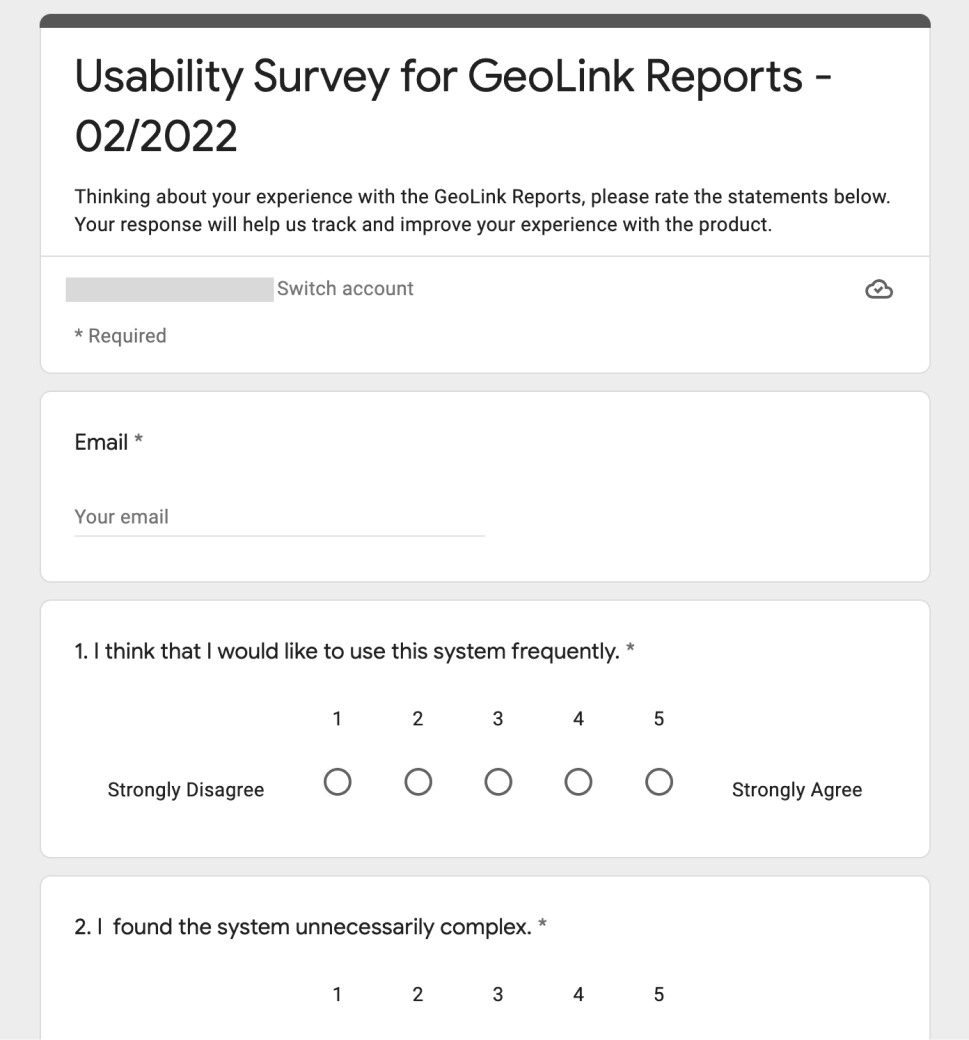 Usability Survey for GeoLink Reports -
02/2022
Thinking about your experience with the GeoLink Reports, please rate the statements below.
Your response will help us track and improve your experience with the product.
Switch account
* Required
Email *
Your email
1. I think that I would like to use this system frequently. *
1 2 3 4 5
Strongly Disagree Strongly Agree
2. I  found the system unnecessarily complex. *
1 2 3 4 5